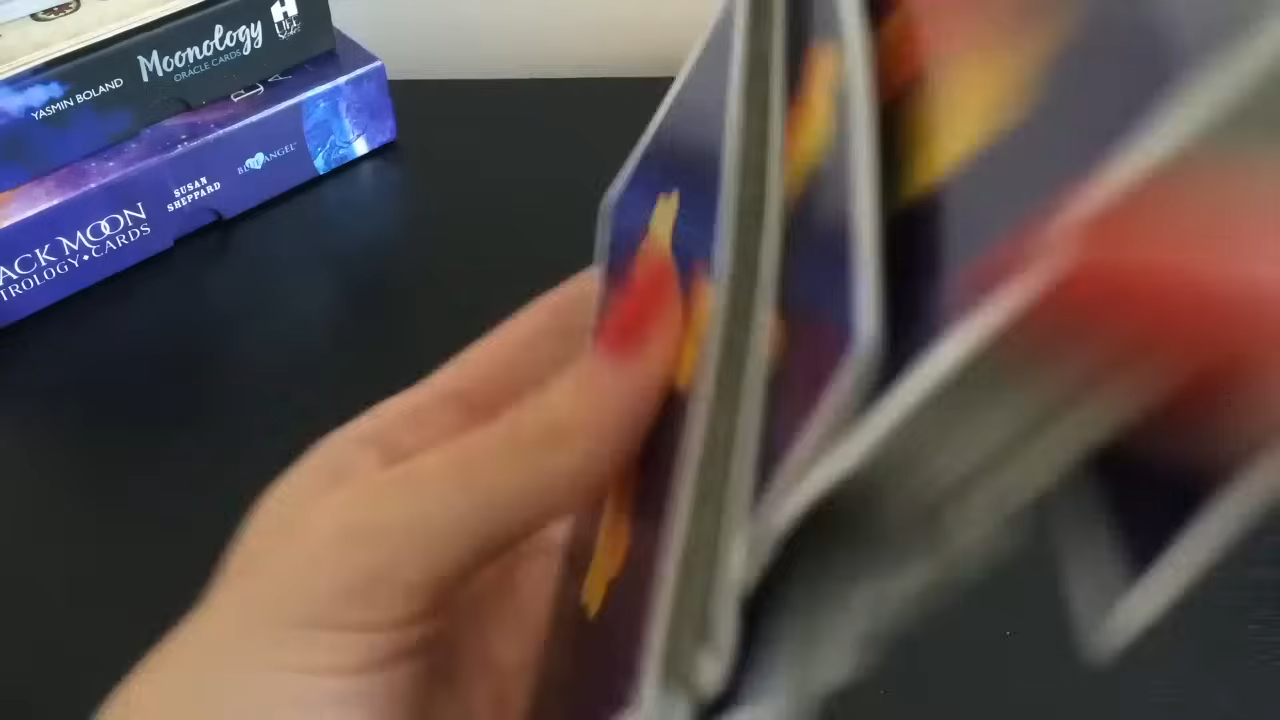 YASMIN BOLAND
Moonology
ORACLE CARDS
ACK MOON
TROLOGY • CARDS
SUSAN
SHEPPARD
BLUE ANGEL